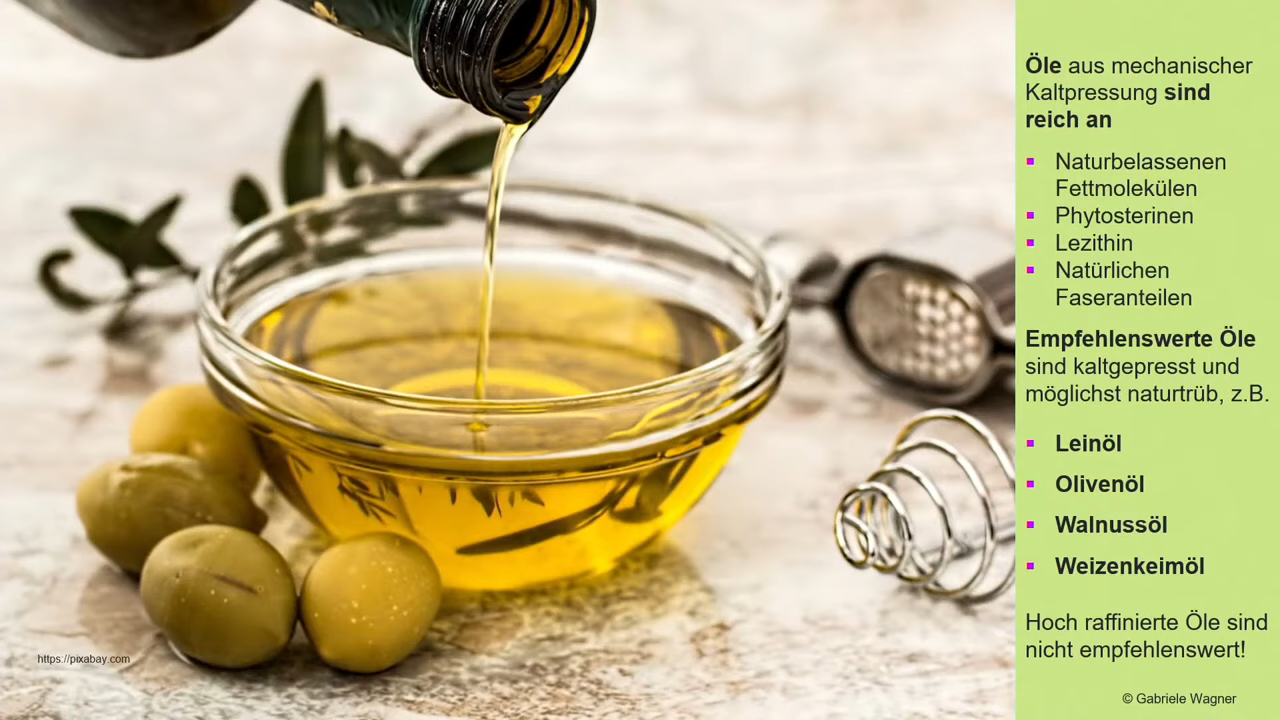 Öle aus mechanischer
Kaltpressung sind
reich an
▪ Naturbelassenen
Fettmolekülen
▪ Phytosterinen
▪ Lezithin
▪ Natürlichen
Faseranteilen
Empfehlenswerte Öle
sind kaltgepresst und
möglichst naturtrüb, z.B.
▪ Leinöl
▪ Olivenöl
▪ Walnussöl
▪ Weizenkeimöl
Hoch raffinierte Öle sind
nicht empfehlenswert!
https://pixabay.com
© Gabriele Wagner